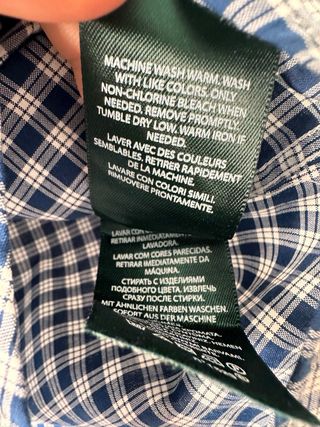 MACHINE WASH WARM. WASH
WITH LIKE COLORS. ONLY
NON-CHLORINE BLEACH WHEN
NEEDED. REMOVE PROMPTLY.
TUMBLE DRY LOW. WARM IRON IF
NEEDED.
LAVER AVEC DES COULEURS
SEMBLABLES. RETIRER RAPIDEMENT
DE LA MACHINE.
LAVARE CON COLORI SIMILI.
RIMUOVERE PRONTAMENTE.
LAVAR CON
RETIRAR INMEDIATAMENTE
LAVADORA.
LAVAR COM CORES PARECIDAS.
RETIRAR IMEDIATAMENTE DA
MÁQUINA.
СТИРАТЬ С ИЗДЕЛИЯМИ
ПОДОБНОГО ЦВЕТА. ИЗВЛЕЧЬ
СРАЗУ ПОСЛЕ СТИРКИ.
MIT ÄHNLICHEN FARBEN WASCHEN.
SOFORT AUS DER MASCHINE